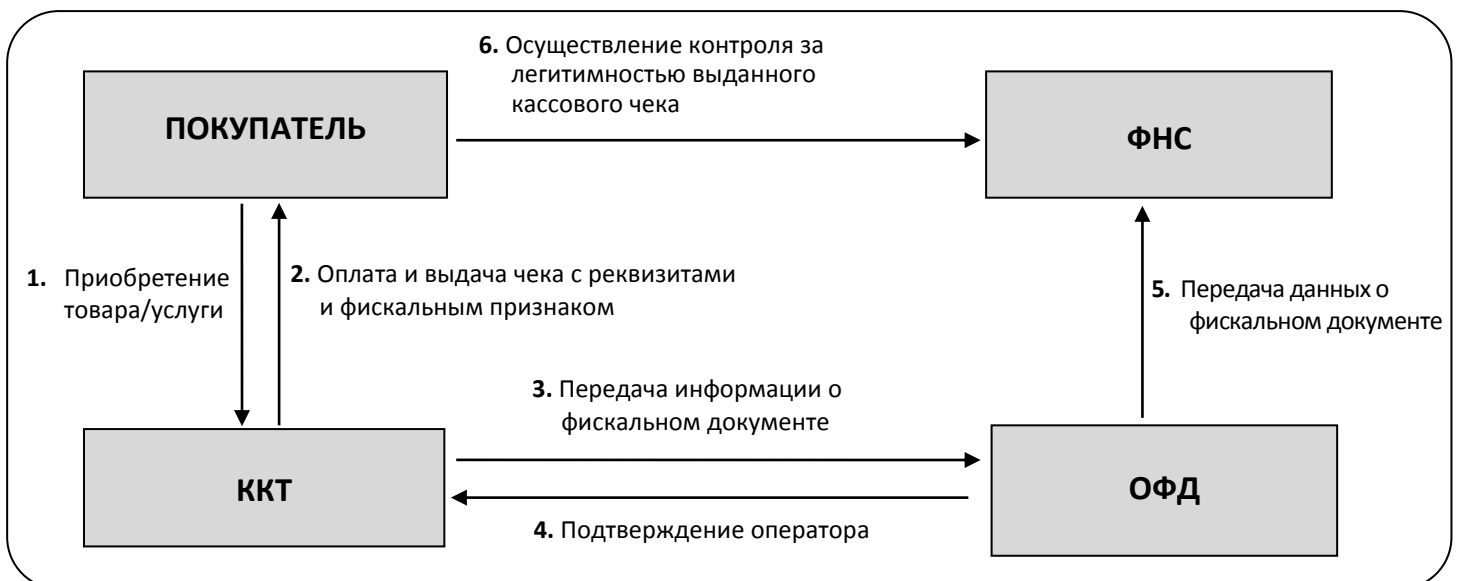 6. Осуществление контроля за
легитимностью выданного
кассового чека
ПОКУПАТЕЛЬ
ФНС
1. Приобретение
товара/услуги
2. Оплата и выдача чека с реквизитами
и фискальным признаком
5. Передача данных о
фискальном документе
3. Передача информации о
фискальном документе
ККТ
ОФД
4. Подтверждение оператора